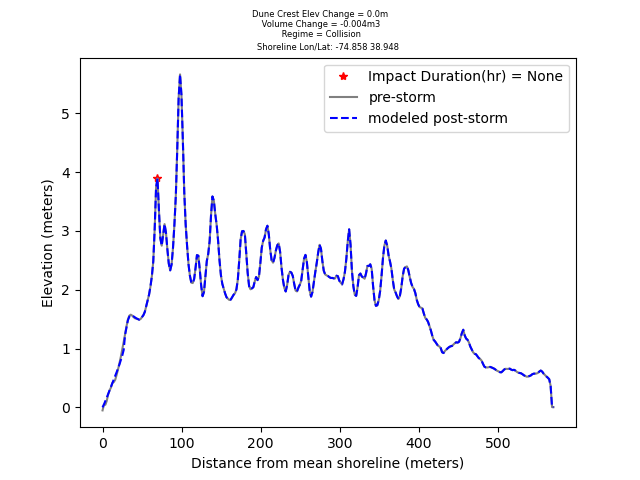 Dune Crest Elev Change = 0.0m
Volume Change = -0.004m3
Regime = Collision
Shoreline Lon/Lat: -74.858 38.948
Impact Duration(hr) = None
pre-storm
modeled post-storm
Elevation (meters)
5
4
3
2
1
0
0 100 200 300 400 500
Distance from mean shoreline (meters)